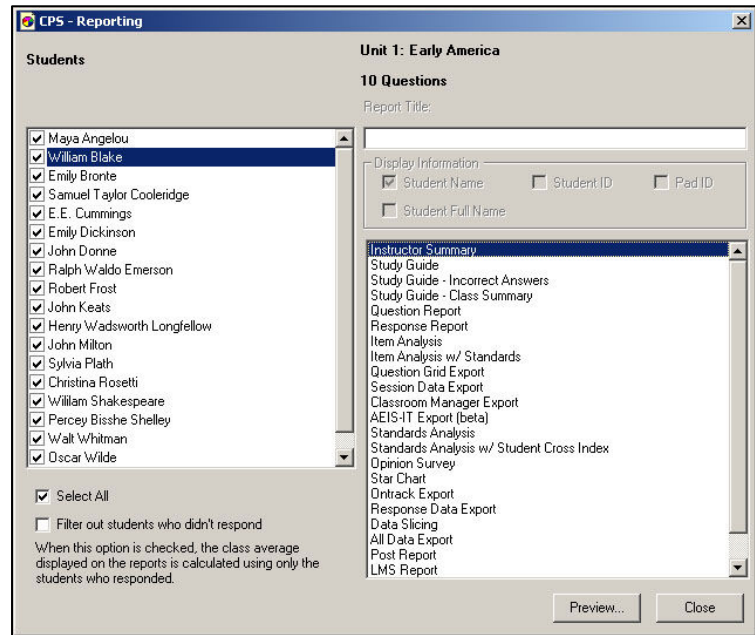 CPS - Reporting
Students
Unit 1: Early America
10 Questions
Report Title:
Maya Angelou
William Blake
Emily Bronte
Samuel Taylor Cooleridge
E.E. Cummings
Emily Dickinson
John Donne
Ralph Waldo Emerson
Robert Frost
John Keats
Henry Wadsworth Longfellow
John Milton
Sylvia Plath
Christina Rosetti
Wililam Shakespeare
Percey Bisshe Shelley
Walt Whitman
Oscar Wilde
Select All
Filter out students who didn't respond
When this option is checked, the class average
displayed on the reports is calculated using only the
students who responded.
Display Information
Student Name
Student ID
Pad ID
Student Full Name
Instructor Summary
Study Guide
Study Guide - Incorrect Answers
Study Guide - Class Summary
Question Report
Response Report
Item Analysis
Item Analysis w/ Standards
Question Grid Export
Session Data Export
Classroom Manager Export
AEIS-IT Export (beta)
Standards Analysis
Standards Analysis w/ Student Cross Index
Opinion Survey
Star Chart
Ontrack Export
Response Data Export
Data Slicing
All Data Export
Post Report
LMS Report
Preview...
Close